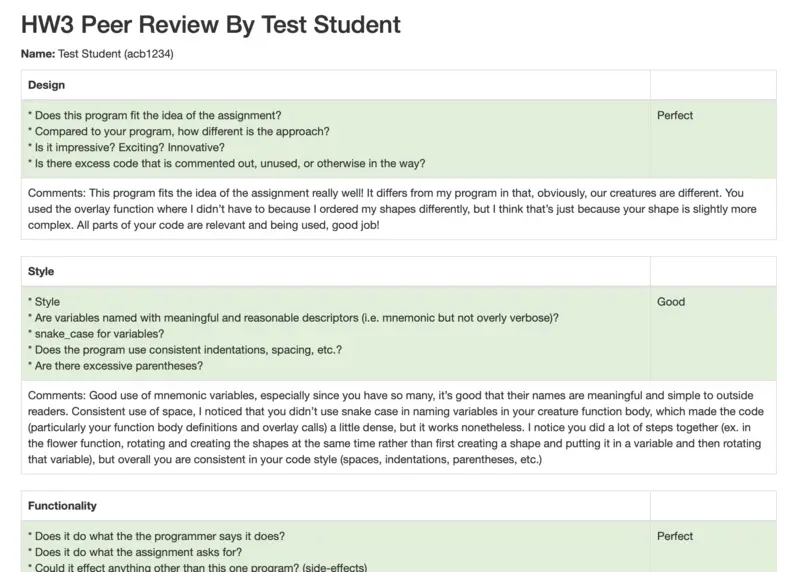 HW3 Peer Review By Test Student
Name: Test Student (acb1234)
Design
* Does this program fit the idea of the assignment?
Perfect
* Compared to your program, how different is the approach?
* Is it impressive? Exciting? Innovative?
* Is there excess code that is commented out, unused, or otherwise in the way?
Comments: This program fits the idea of the assignment really well! It differs from my program in that, obviously, our creatures are different. You
used the overlay function where I didn't have to because I ordered my shapes differently, but I think that's just because your shape is slightly more
complex. All parts of your code are relevant and being used, good job!
Style
* Style
Good
* Are variables named with meaningful and reasonable descriptors (i.e. mnemonic but not overly verbose)?
* snake_case for variables?
* Does the program use consistent indentations, spacing, etc.?
* Are there excessive parentheses?
Comments: Good use of mnemonic variables, especially since you have so many, it's good that their names are meaningful and simple to outside
readers. Consistent use of space, I noticed that you didn't use snake case in naming variables in your creature function body, which made the code
(particularly your function body definitions and overlay calls) a little dense, but it works nonetheless. I notice you did a lot of steps together (ex. in
the flower function, rotating and creating the shapes at the same time rather than first creating a shape and putting it in a variable and then rotating
that variable), but overall you are consistent in your code style (spaces, indentations, parentheses, etc.)
Functionality
* Does it do what the the programmer says it does?
Perfect
* Does it do what the assignment asks for?
* Could it effect anything other than this one program? (side-effects)